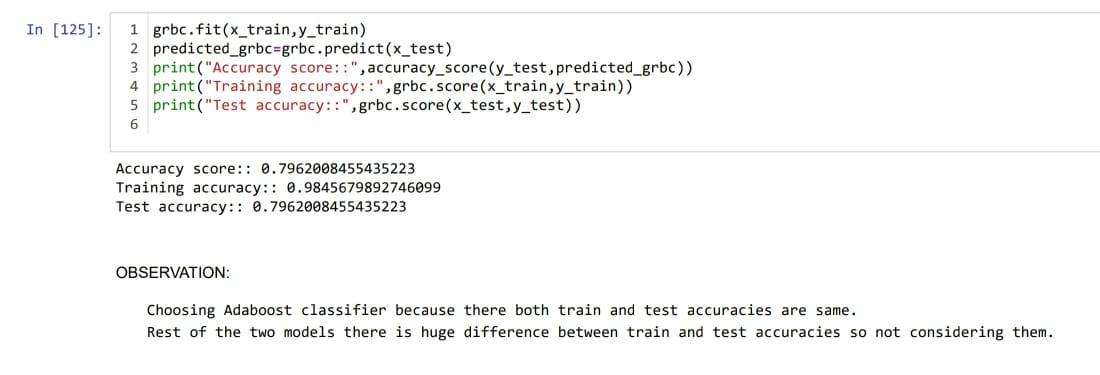 In [125]:
1 grbc.fit(x_train,y_train)
2 predicted_grbc=grbc.predict(x_test)
3 print("Accuracy score::",accuracy_score(y_test,predicted_grbc))
4 print("Training accuracy::",grbc.score(x_train,y_train))
5 print("Test accuracy::",grbc.score(x_test,y_test))
6
Accuracy score:: 0.7962008455435223
Training accuracy:: 0.9845679892746099
Test accuracy:: 0.7962008455435223
OBSERVATION:
Choosing Adaboost classifier because there both train and test accuracies are same.
Rest of the two models there is huge difference between train and test accuracies so not considering them.